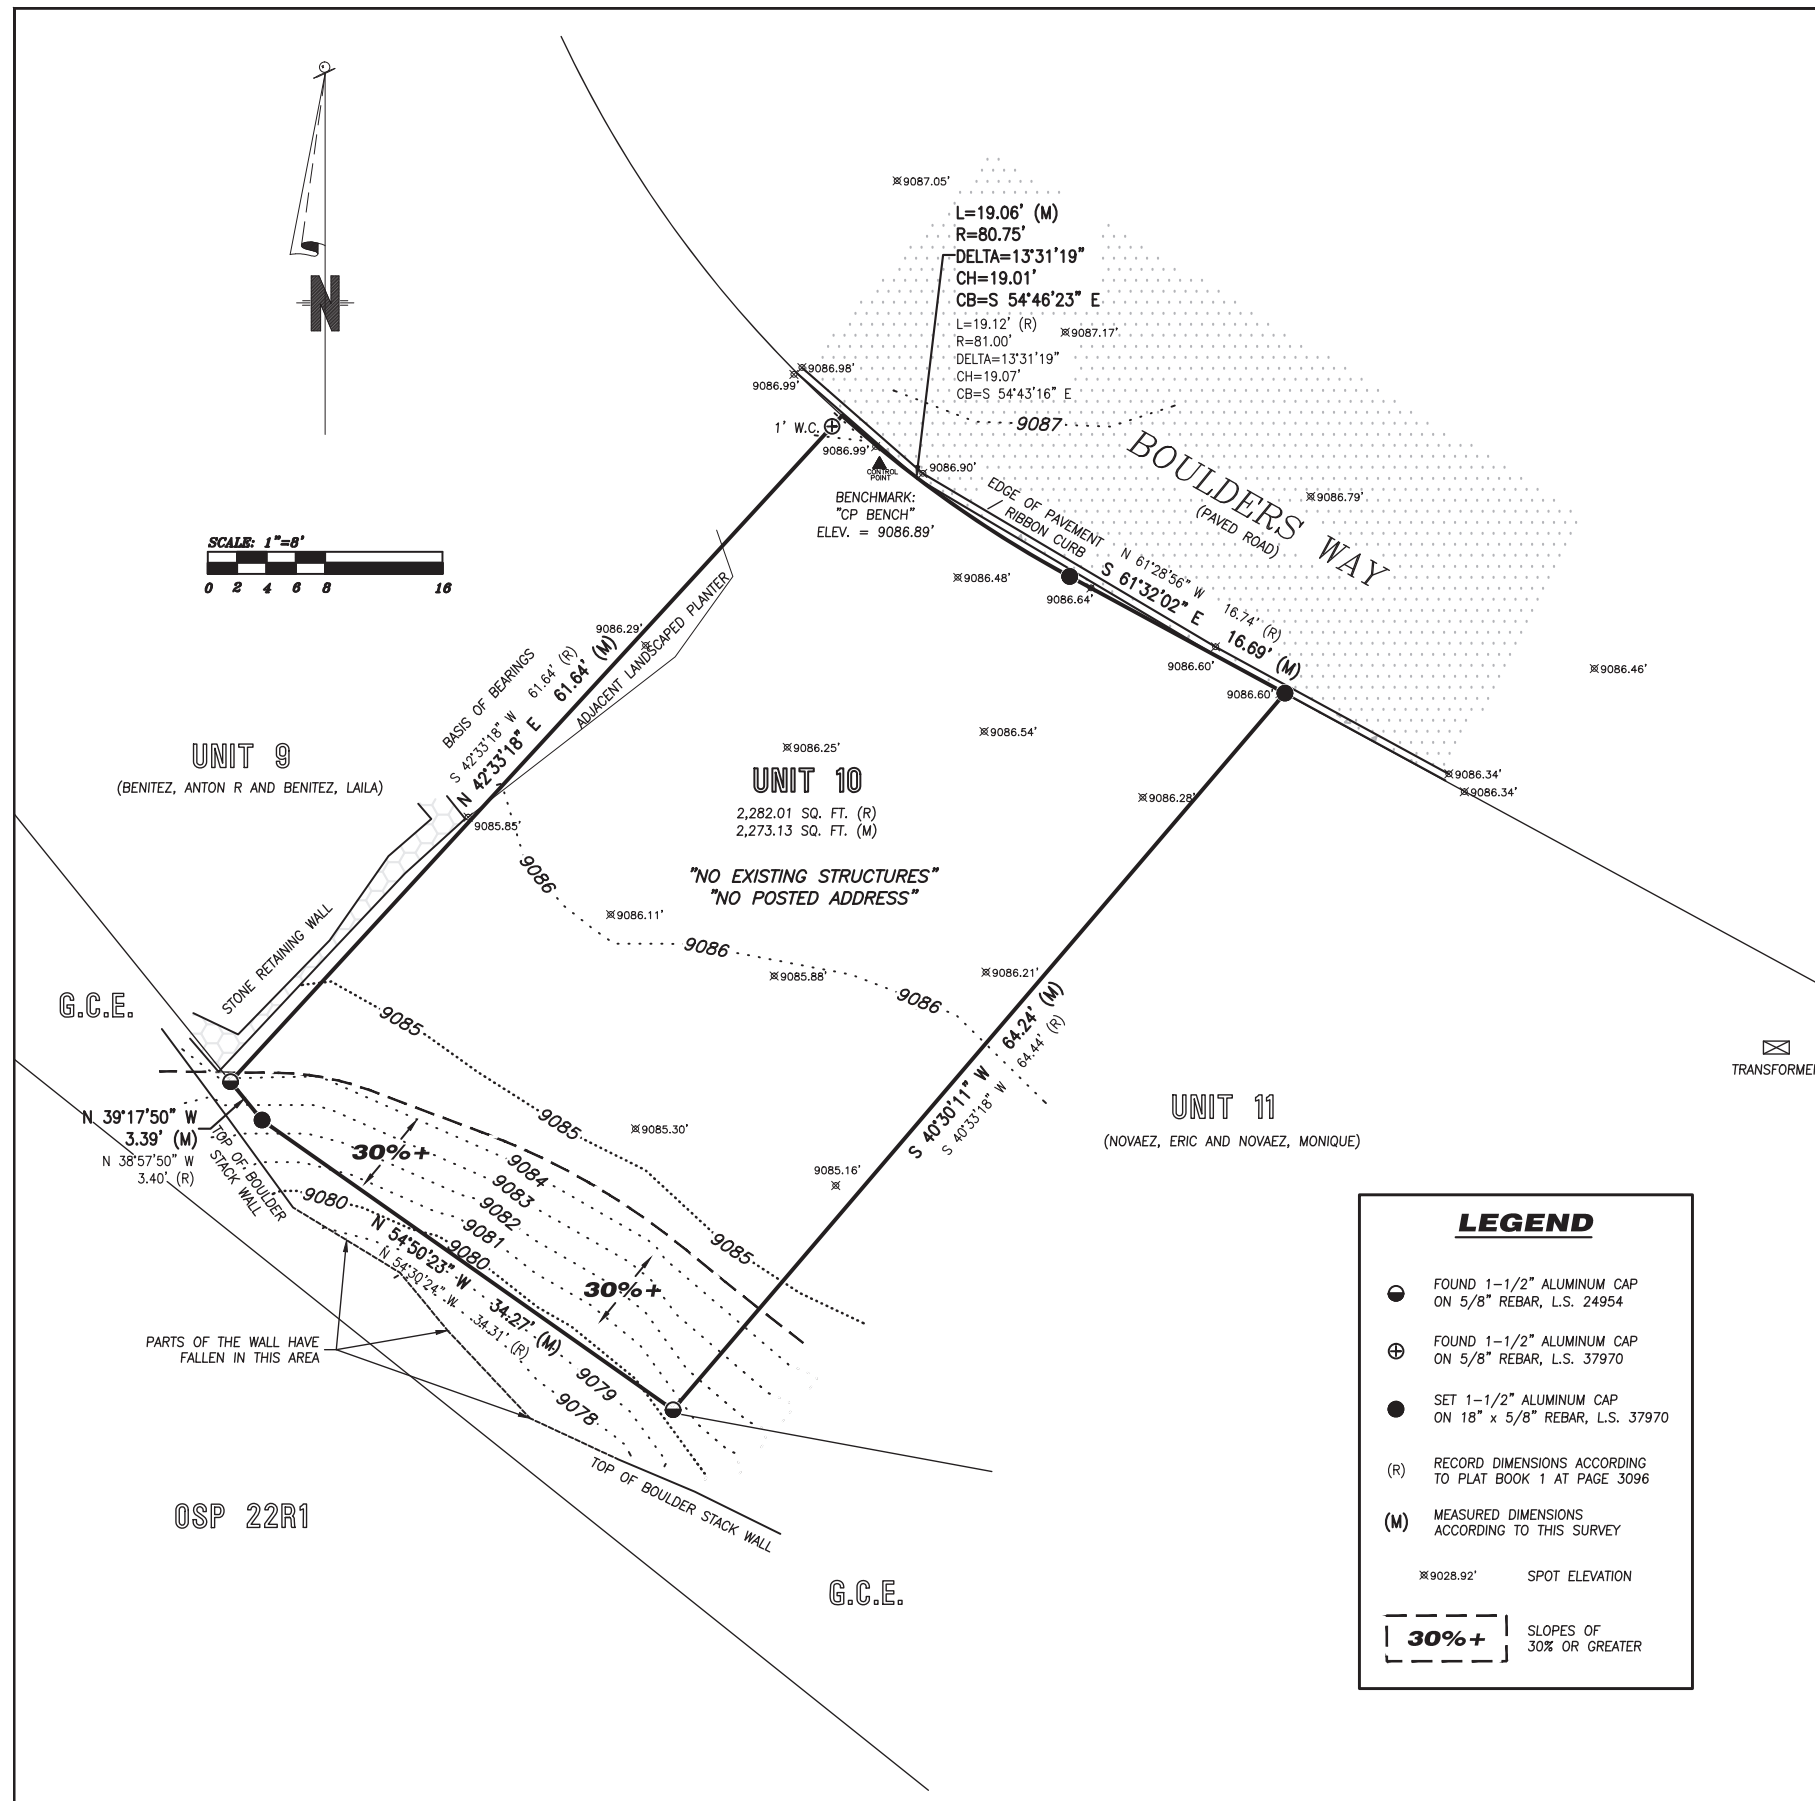 N
SCALE: 1"=8'
0 2 4 6 8 16
9087.05'
L=19.06' (M)
R=80.75'
DELTA=13°31'19"
CH=19.01'
CB=S 54°46'23" E
L=19.12' (R)
R=81.00'
DELTA=13°31'19"
CH=19.07'
CB=S 54°43'16" E
9087.17'
9086.98'
9086.99'
9087
1' W.C.
9086.99'
CONTROL
POINT
9086.90'
BENCHMARK:
"CP BENCH"
ELEV. = 9086.89'
BOULDERS WAY
(PAVED ROAD)
9086.79'
EDGE OF PAVEMENT
/ RIBBON CURB
N 61°28'56" W 16.74' (R)
S 61°32'02" E 16.69' (M)
9086.48'
9086.64'
9086.60'
9086.60'
9086.46'
9086.29'
ADJACENT LANDSCAPED PLANTER
BASIS OF BEARINGS
S 42°33'18" W 61.64' (R)
N 42°33'18" E 61.64' (M)
9086.54'
9086.25'
UNIT 9
(BENITEZ, ANTON R AND BENITEZ, LAILA)
UNIT 10
2,282.01 SQ. FT. (R)
2,273.13 SQ. FT. (M)
"NO EXISTING STRUCTURES"
"NO POSTED ADDRESS"
9086.28'
9086.34'
9086.34'
9085.85'
9086
9086.11'
9086
9085.88'
9086.21'
9086
STONE RETAINING WALL
G.C.E.
9085
S 40°30'11" W 64.24' (M)
S 40°33'18" W 64.44' (R)
TRANSFORMER
UNIT 11
(NOVAEZ, ERIC AND NOVAEZ, MONIQUE)
N 39°17'50" W
3.39' (M)
N 38°57'50" W
3.40' (R)
TOP OF BOULDER
STACK WALL
9085
9085.30'
9085.16'
30%+
9084
9083
9082
9081
9080
9080
9085
30%+
N 54°50'23" W 34.27' (M)
N 54°30'24" W 34.31' (R)
9079
9078
PARTS OF THE WALL HAVE
FALLEN IN THIS AREA
TOP OF BOULDER STACK WALL
OSP 22R1
G.C.E.
LEGEND
FOUND 1-1/2" ALUMINUM CAP
ON 5/8" REBAR, L.S. 24954
FOUND 1-1/2" ALUMINUM CAP
ON 5/8" REBAR, L.S. 37970
SET 1-1/2" ALUMINUM CAP
ON 18" x 5/8" REBAR, L.S. 37970
(R) RECORD DIMENSIONS ACCORDING
TO PLAT BOOK 1 AT PAGE 3096
(M) MEASURED DIMENSIONS
ACCORDING TO THIS SURVEY
9028.92' SPOT ELEVATION
30%+ SLOPES OF
30% OR GREATER